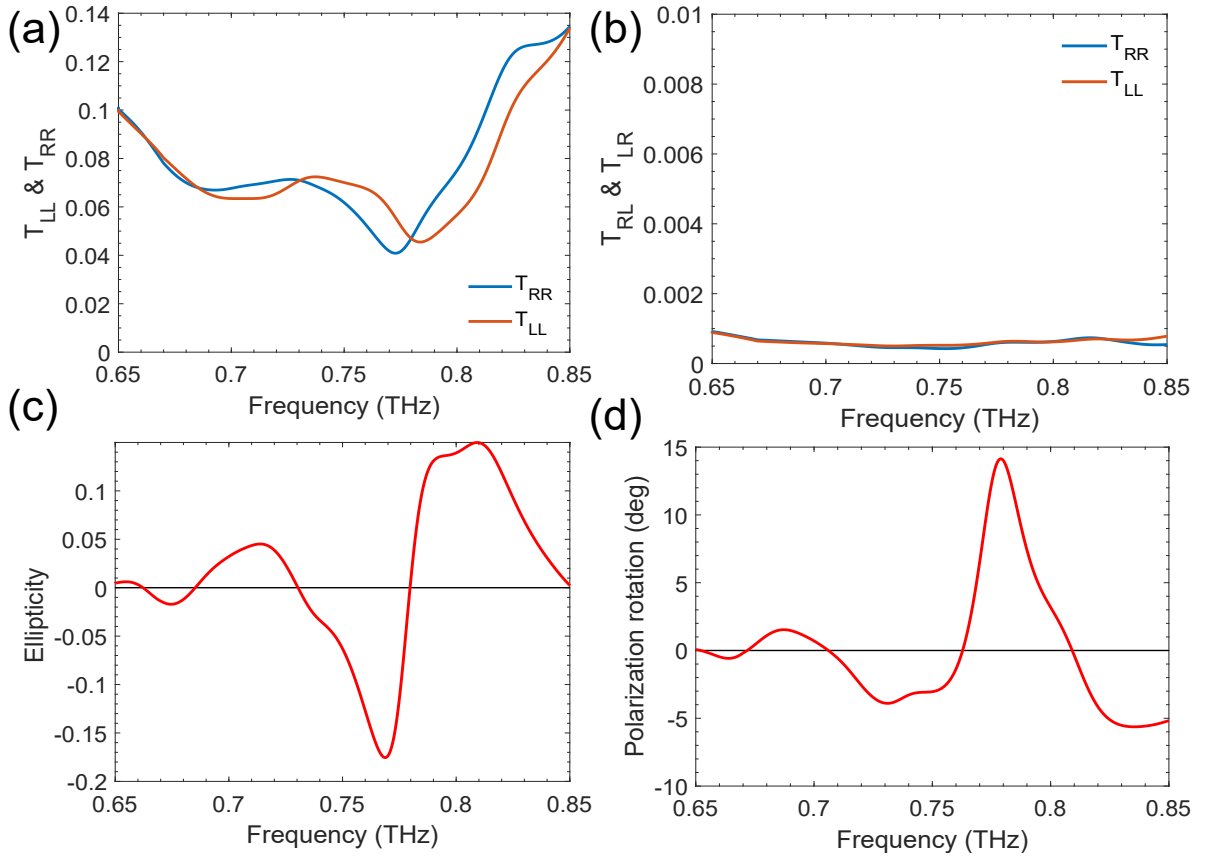 (a)
0.14
0.12
0.1
0.08
0.06
0.04
0.02
0
T_LL & T_RR
T_RR
T_LL
0.65
0.7
0.75
0.8
0.85
Frequency (THz)
(b)
0.01
0.008
0.006
0.004
0.002
0
T_RL & T_LR
T_RR
T_LL
0.65
0.7
0.75
0.8
0.85
Frequency (THz)
(c)
0.1
0.05
0
-0.05
-0.1
-0.15
-0.2
Ellipticity
0.65
0.7
0.75
0.8
0.85
Frequency (THz)
(d)
15
10
5
0
-5
-10
Polarization rotation (deg)
0.65
0.7
0.75
0.8
0.85
Frequency (THz)